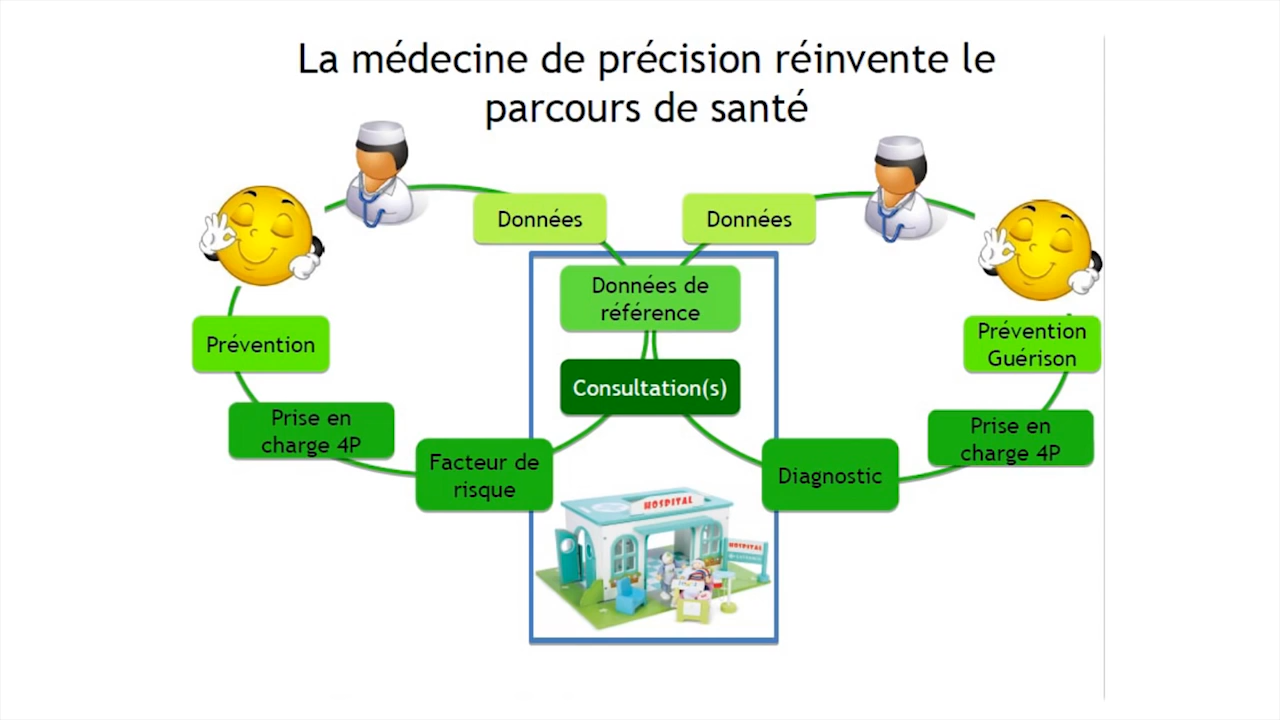 La médecine de précision réinvente le
parcours de santé
Données
Données
Données de
référence
Prévention
Prévention
Guérison
Consultation(s)
Prise en
charge 4P
Prise en
charge 4P
Facteur de
risque
Diagnostic
HOSPITAL
HOSPITAL